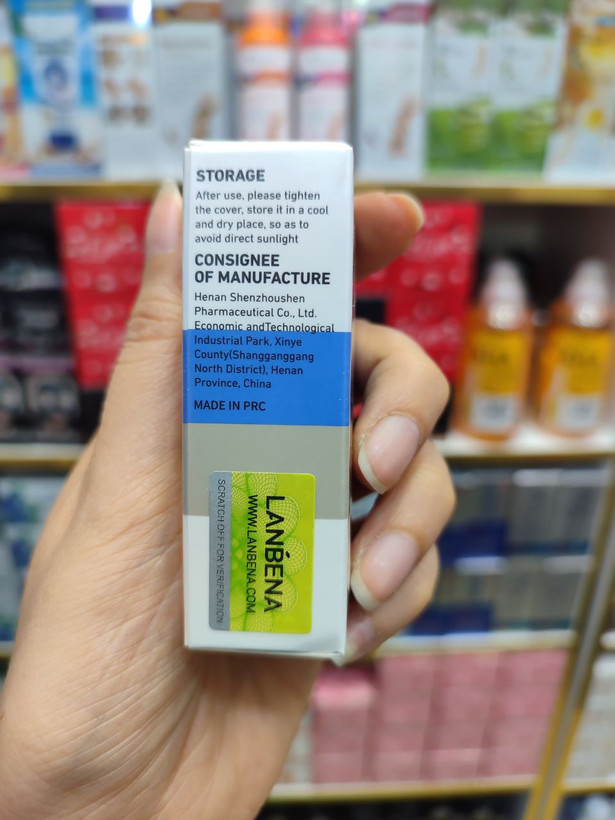 STORAGE
After use, please tighten
the cover, store it in a cool
and dry place, so as to
avoid direct sunlight
CONSIGNEE
OF MANUFACTURE
Henan Shenzhoushen
Pharmaceutical Co., Ltd.
Economic andTechnological
Industrial Park, Xinye
County(Shangganggang
North District), Henan
Province, China
MADE IN PRC
LANBENA
WWW.LANBENA.COM
SCRATCH OFF FOR VERIFICATION